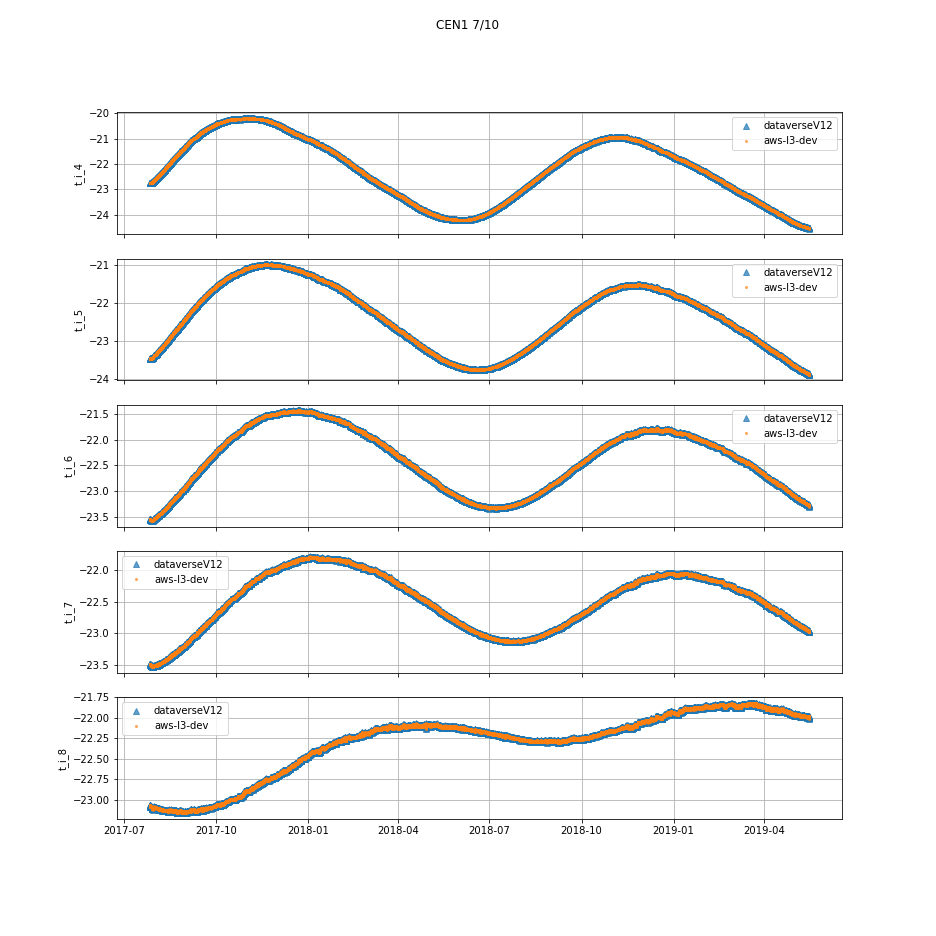 CEN1 7/10
−20
−21
−22
−23
−24
t_i_4
dataverseV12
aws-l3-dev
−21
−22
−23
−24
t_i_5
dataverseV12
aws-l3-dev
−21.5
−22.0
−22.5
−23.0
−23.5
t_i_6
dataverseV12
aws-l3-dev
−22.0
−22.5
−23.0
−23.5
t_i_7
dataverseV12
aws-l3-dev
−21.75
−22.00
−22.25
−22.50
−22.75
−23.00
t_i_8
dataverseV12
aws-l3-dev
2017-07 2017-10 2018-01 2018-04 2018-07 2018-10 2019-01 2019-04